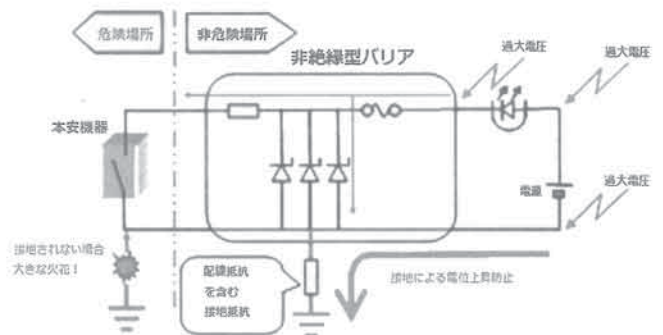 危険場所
非危険場所
非絶縁型バリア
過大電圧
過大電圧
本安機器
電源
過大電圧
接地されない場合
大きな火花！
配線抵抗
を含む
接地抵抗
接地による電位上昇防止